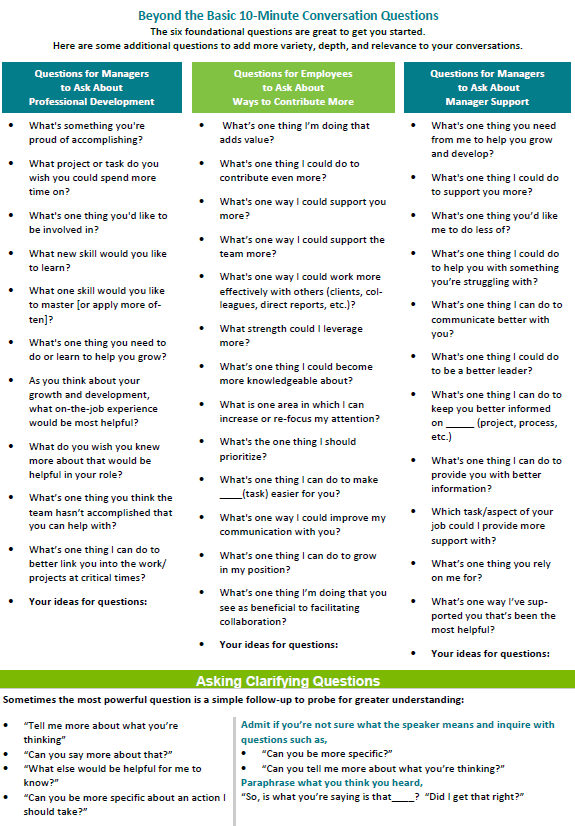 Beyond the Basic 10-Minute Conversation Questions
The six foundational questions are great to get you started.
Here are some additional questions to add more variety, depth, and relevance to your conversations.
Questions for Managers
to Ask About
Professional Development
• What's something you're
proud of accomplishing?
• What project or task do you
wish you could spend more
time on?
• What's one thing you'd like to
be involved in?
• What new skill would you like
to learn?
• What one skill would you like
to master [or apply more of-
ten]?
• What's one thing you need to
do or learn to help you grow?
• As you think about your
growth and development,
what on-the-job experience
would be most helpful?
• What do you wish you knew
more about that would be
helpful in your role?
• What's one thing you think the
team hasn't accomplished that
you can help with?
• What's one thing I can do to
better link you into the work/
projects at critical times?
• Your ideas for questions:
Questions for Employees
to Ask About
Ways to Contribute More
• What's one thing I'm doing that
adds value?
• What's one thing I could do to
contribute even more?
• What's one way I could support you
more?
• What's one way I could support the
team more?
• What's one way I could work more
effectively with others (clients, col-
leagues, direct reports, etc.)?
• What strength could I leverage
more?
• What's one thing I could become
more knowledgeable about?
• What is one area in which I can
increase or re-focus my attention?
• What's the one thing I should
prioritize?
• What's one thing I can do to make
____(task) easier for you?
• What's one way I could improve my
communication with you?
• What's one thing I can do to grow
in my position?
• What's one thing I'm doing that you
see as beneficial to facilitating
collaboration?
• Your ideas for questions:
Questions for Managers
to Ask About
Manager Support
• What's one thing you need
from me to help you grow
and develop?
• What's one thing I could do
to support you more?
• What's one thing you'd like
me to do less of?
• What's one thing I could do
to help you with something
you're struggling with?
• What's one thing I can do to
communicate better with
you?
• What's one thing I could do
to be a better leader?
• What's one thing I can do to
keep you better informed
on _____ (project, process,
etc.)
• What's one thing I can do to
provide you with better
information?
• Which task/aspect of your
job could I provide more
support with?
• What's one thing you rely
on me for?
• What's one way I've sup-
ported you that's been the
most helpful?
• Your ideas for questions:
Asking Clarifying Questions
Sometimes the most powerful question is a simple follow-up to probe for greater understanding:
• "Tell me more about what you're
thinking"
• "Can you say more about that?"
• "What else would be helpful for me to
know?"
• "Can you be more specific about an action I
should take?"
Admit if you're not sure what the speaker means and inquire with
questions such as,
• "Can you be more specific?"
• "Can you tell me more about what you're thinking?"
Paraphrase what you think you heard,
"So, is what you're saying is that____? "Did I get that right?"